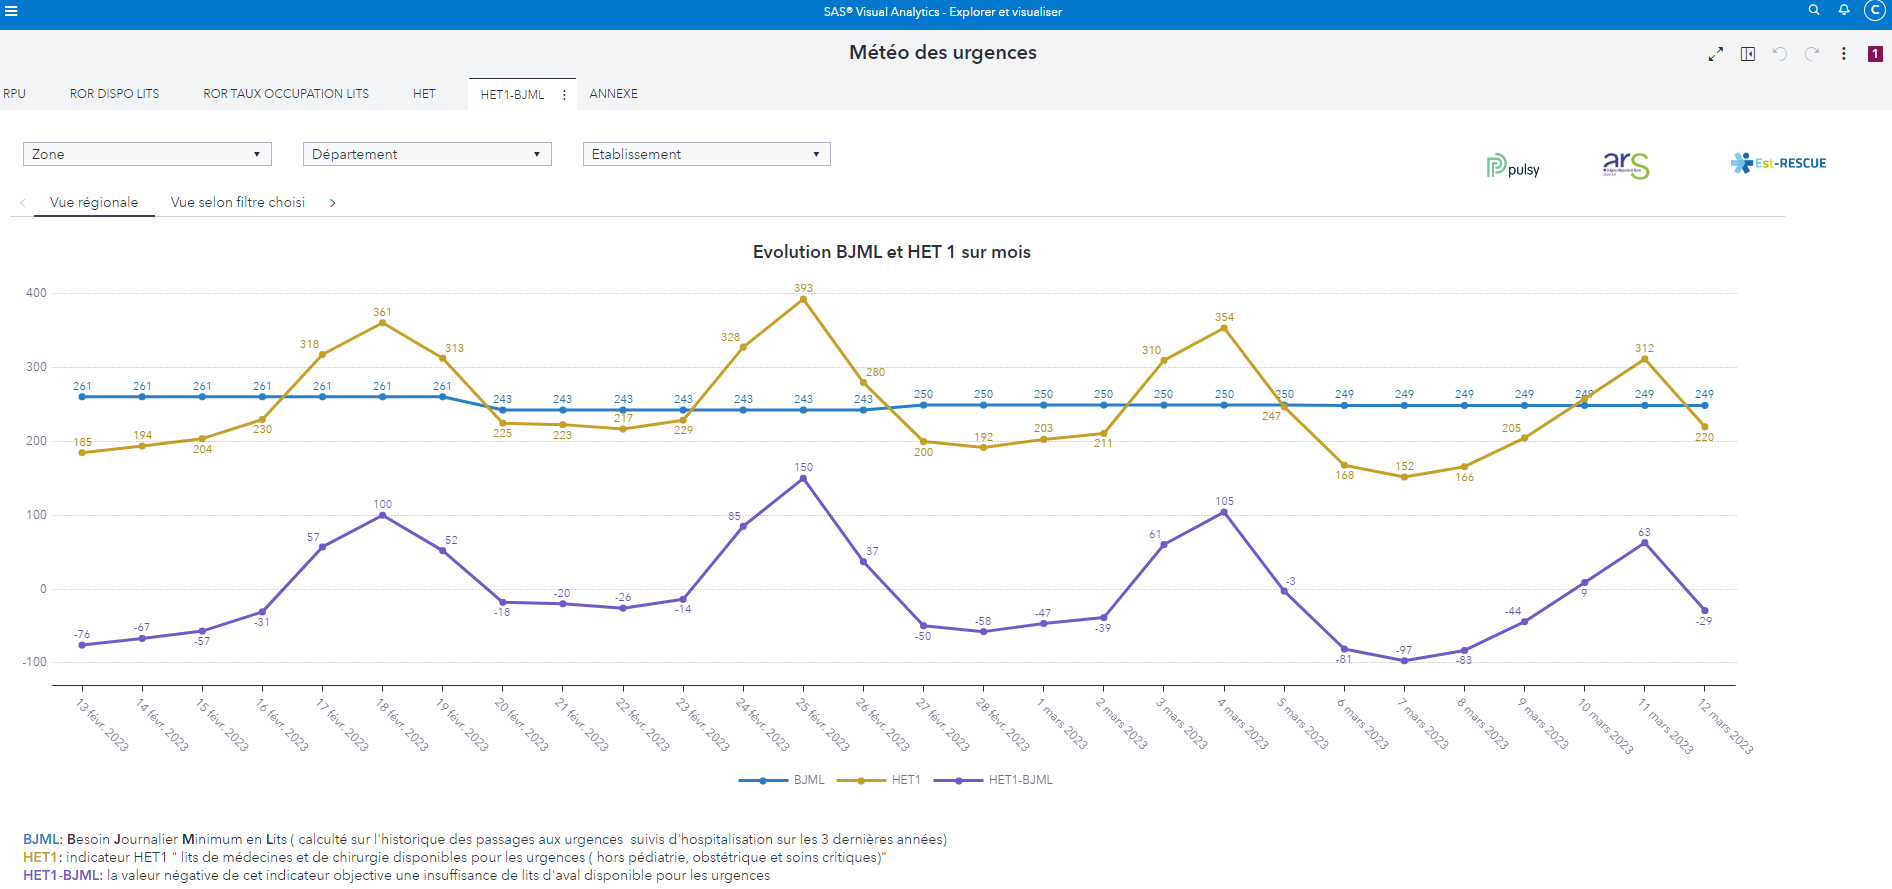 SAS® Visual Analytics - Explorer et visualiser
C
Météo des urgences
1
RPU
ROR DISPO LITS
ROR TAUX OCCUPATION LITS
HET
HET1-BJML
ANNEXE
Zone
Département
Etablissement
pulsy
ars
Est-RESCUE
Vue régionale
Vue selon filtre choisi
Evolution BJML et HET 1 sur mois
400
300
200
100
0
-100
261 261 261 261 261 261 261 243 243 243 243 243 243 243 250 250 250 250 250 250 250 249 249 249 249 249 249 249
185 194 204 230 318 361 313 225 223 217 229 328 393 280 200 192 203 211 310 354 247 168 152 166 205 312 220
-76 -67 -57 -31 57 100 52 -18 -20 -26 -14 85 150 37 -50 -58 -47 -39 61 105 -3 -81 -97 -83 -44 9 63 -29
13 févr. 2023
14 févr. 2023
15 févr. 2023
16 févr. 2023
17 févr. 2023
18 févr. 2023
19 févr. 2023
20 févr. 2023
21 févr. 2023
22 févr. 2023
23 févr. 2023
24 févr. 2023
25 févr. 2023
26 févr. 2023
27 févr. 2023
28 févr. 2023
1 mars 2023
2 mars 2023
3 mars 2023
4 mars 2023
5 mars 2023
6 mars 2023
7 mars 2023
8 mars 2023
9 mars 2023
10 mars 2023
11 mars 2023
12 mars 2023
BJML HET1 HET1-BJML
BJML: Besoin Journalier Minimum en Lits ( calculté sur l'historique des passages aux urgences suivis d'hospitalisation sur les 3 dernières années)
HET1: indicateur HET1 " lits de médecines et de chirurgie disponibles pour les urgences ( hors pédiatrie, obstétrique et soins critiques)"
HET1-BJML: la valeur négative de cet indicateur objective une insuffisance de lits d'aval disponible pour les urgences